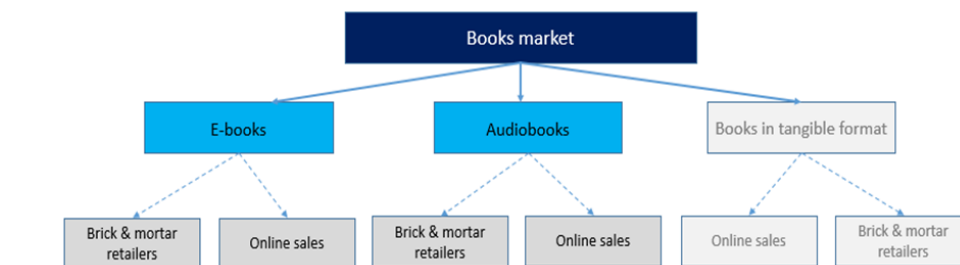 Books market
E-books
Audiobooks
Books in tangible format
Brick & mortar
retailers
Online sales
Brick & mortar
retailers
Online sales
Online sales
Brick & mortar
retailers